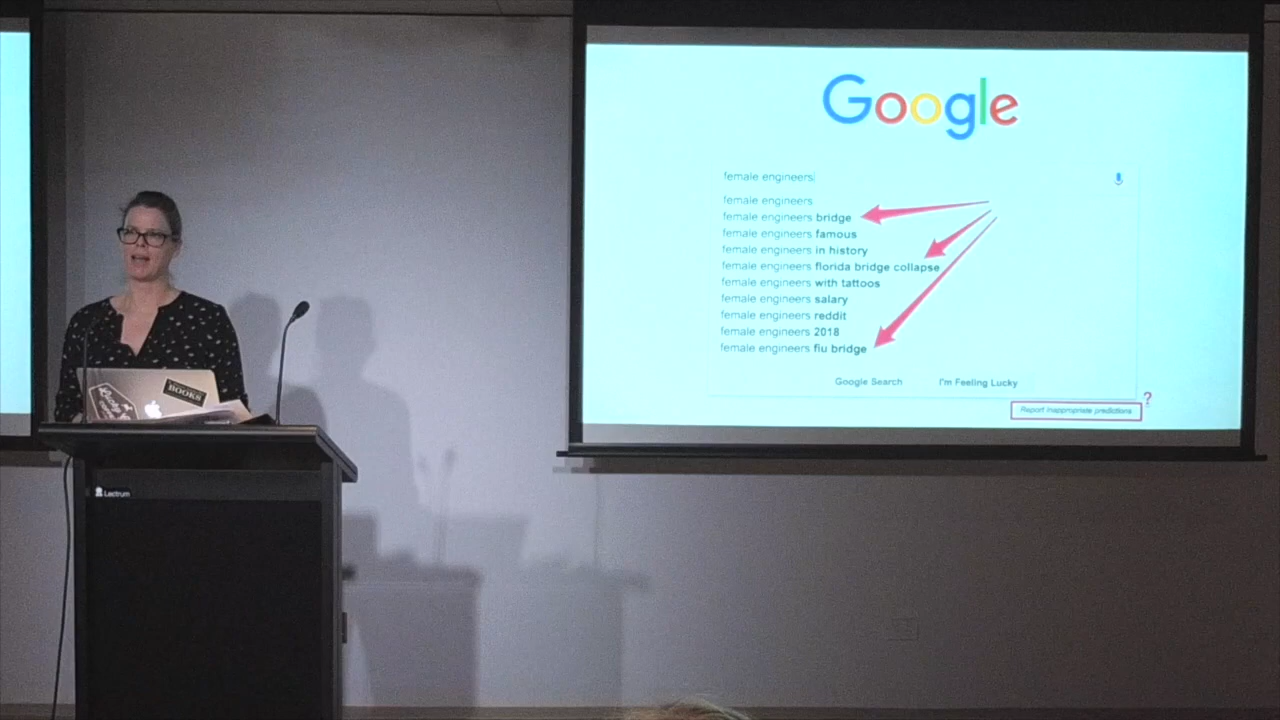 Google
female engineers
female engineers
female engineers bridge
female engineers famous
female engineers in history
female engineers florida bridge collapse
female engineers with tattoos
female engineers salary
female engineers reddit
female engineers 2018
female engineers fiu bridge
Google Search I'm Feeling Lucky
Report inappropriate predictions
?
BOOKS
Lectrum